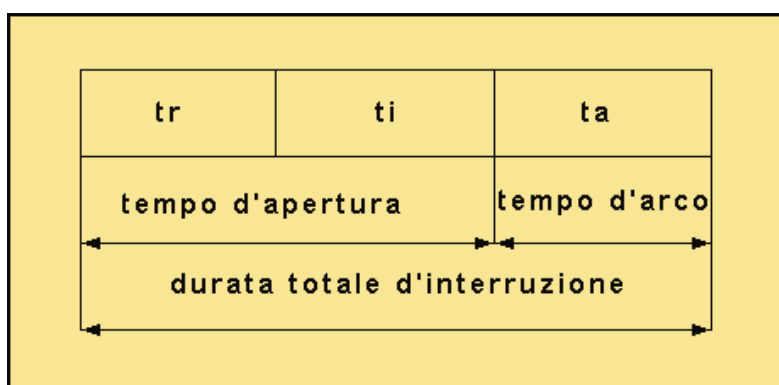 tr ti ta
tempo d'apertura tempo d'arco
durata totale d'interruzione